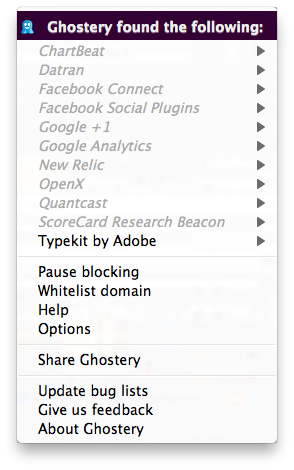 Ghostery found the following:
ChartBeat
Datran
Facebook Connect
Facebook Social Plugins
Google +1
Google Analytics
New Relic
OpenX
Quantcast
ScoreCard Research Beacon
Typekit by Adobe
Pause blocking
Whitelist domain
Help
Options
Share Ghostery
Update bug lists
Give us feedback
About Ghostery